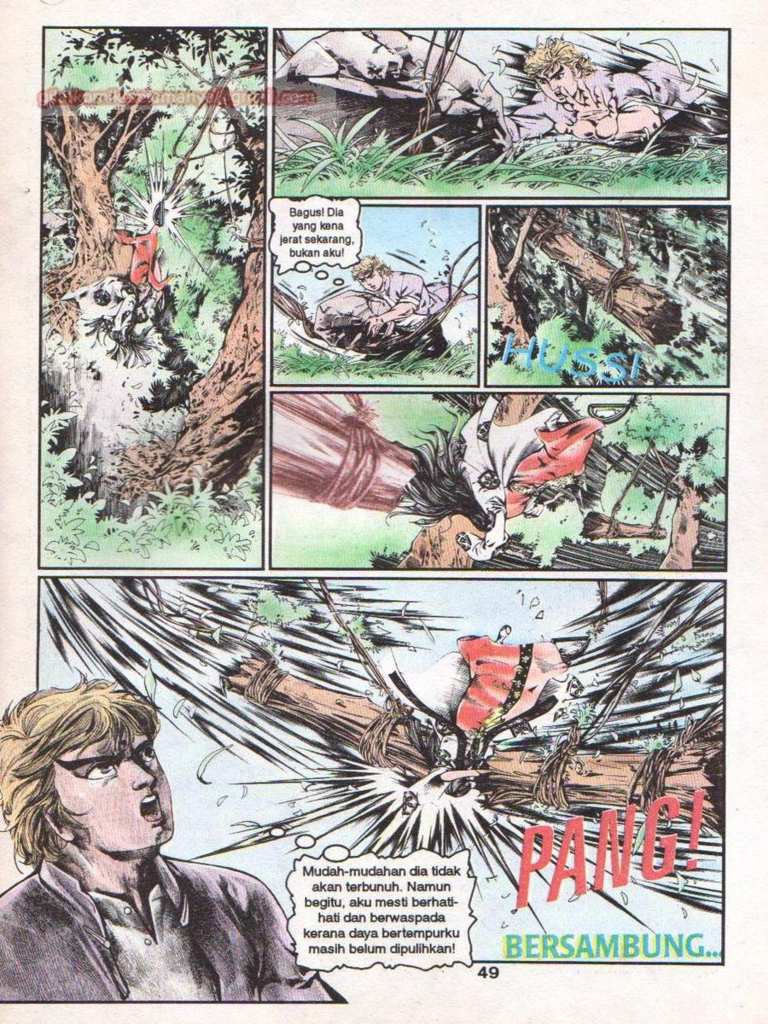 Bagus! Dia
yang kena
jerat sekarang,
bukan aku!
HUSS!
PANG!
Mudah-mudahan dia tidak
akan terbunuh. Namun
begitu, aku mesti berhati-
hati dan berwaspada
kerana daya bertempurku
masih belum dipulihkan!
BERSAMBUNG...
49